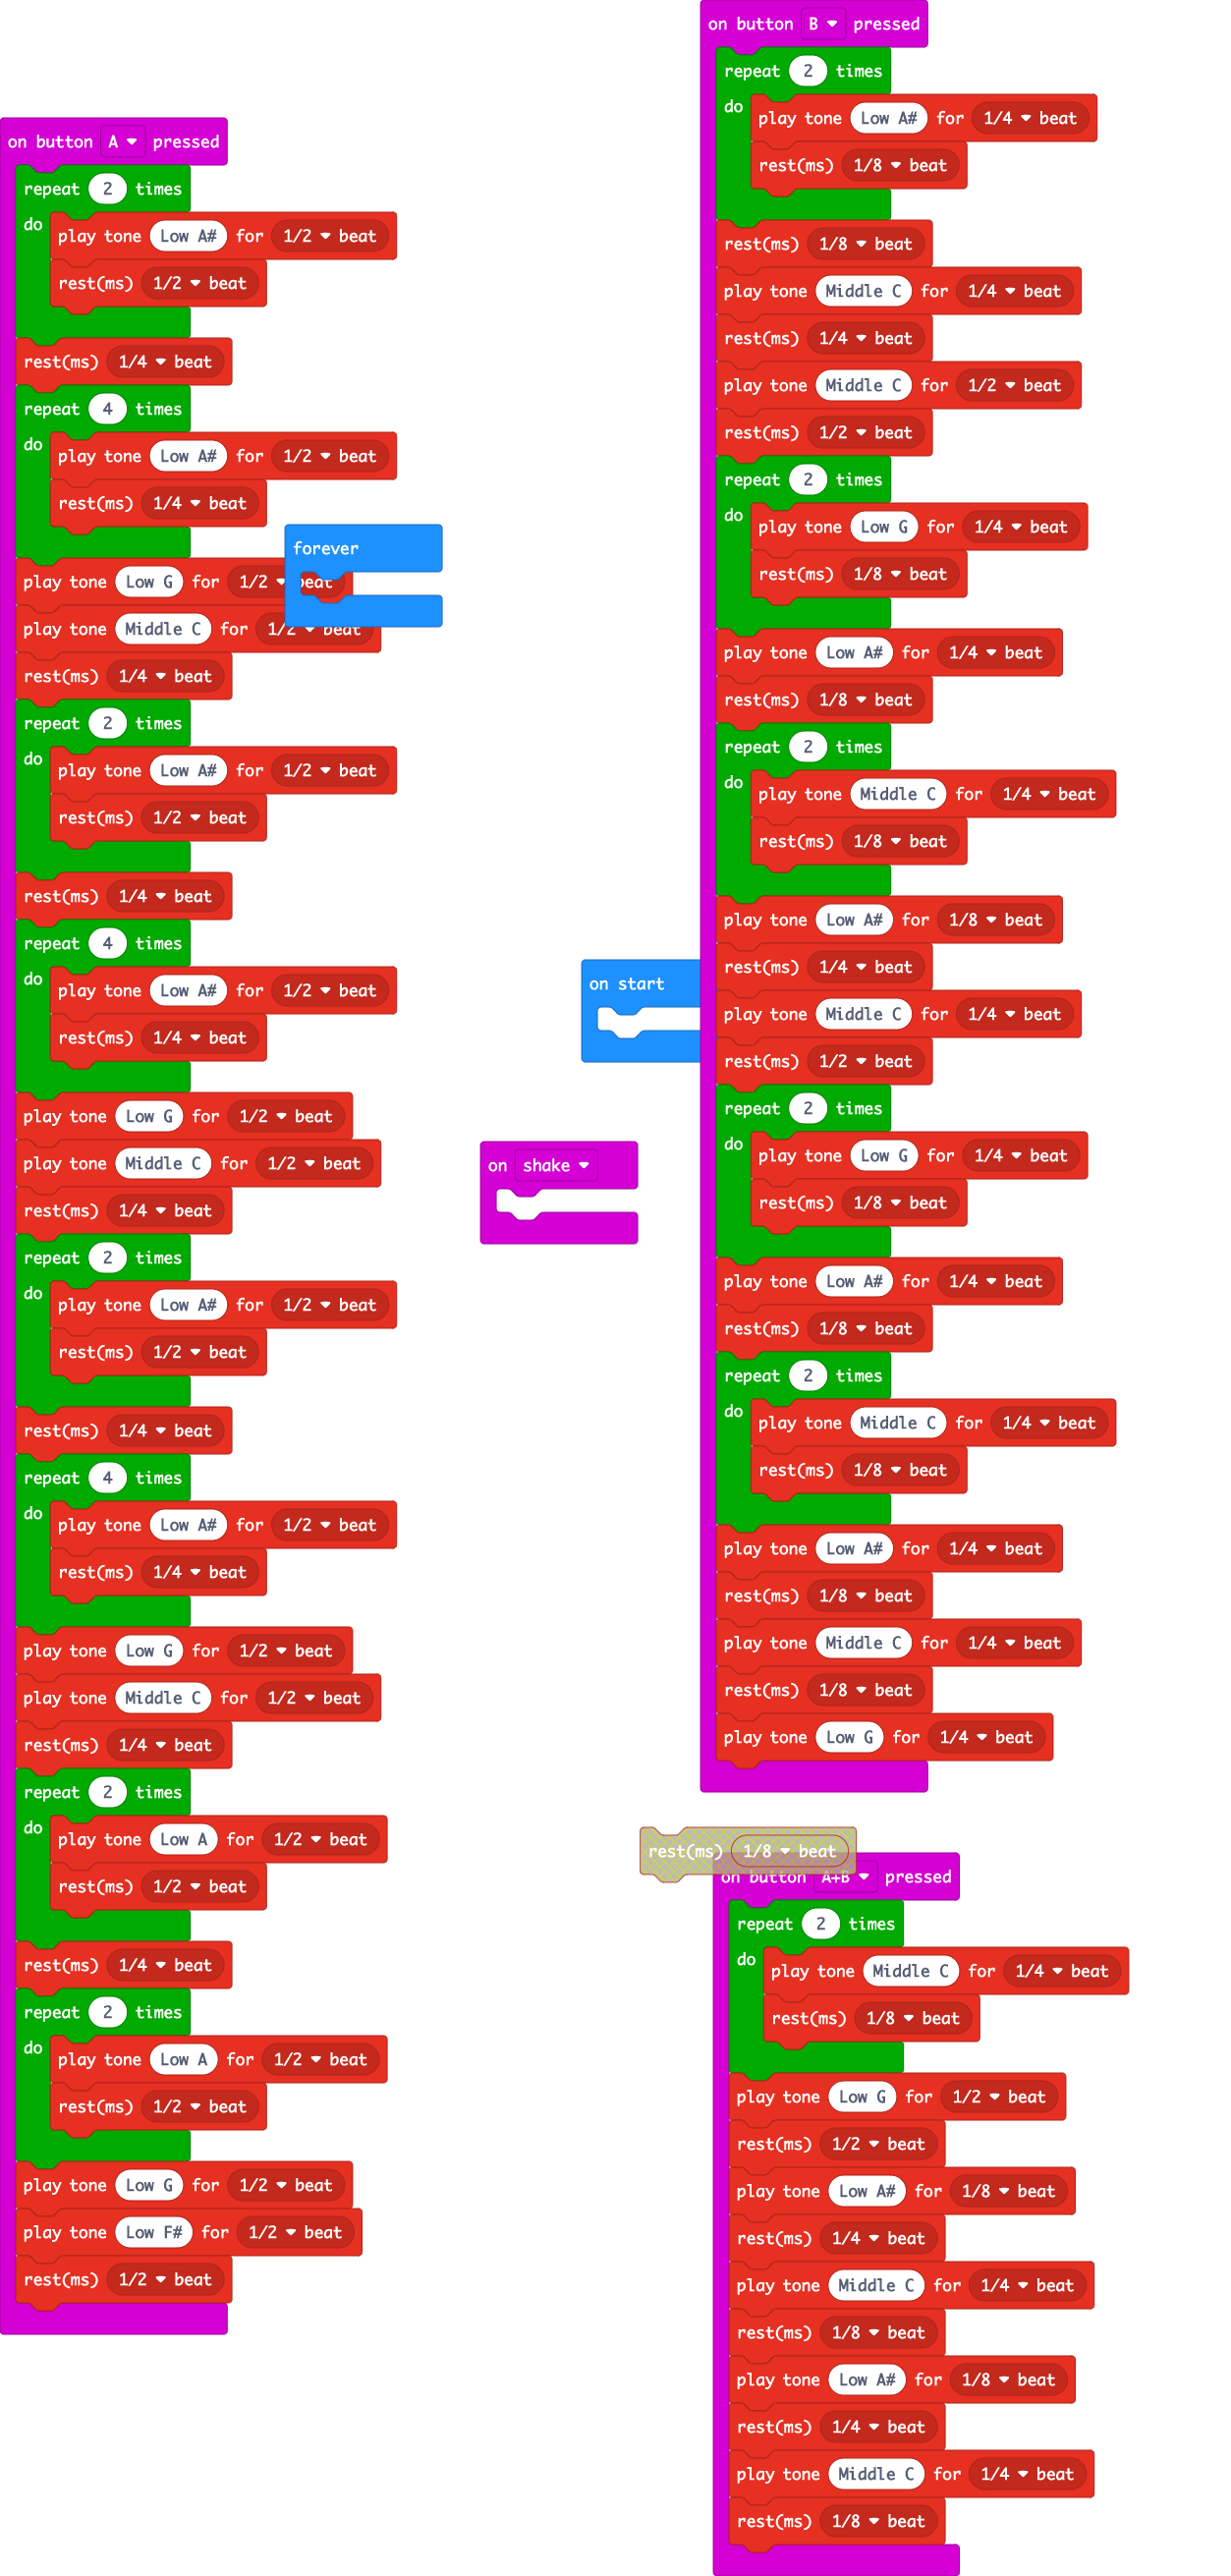 on button A pressed
repeat 2 times
do
play tone Low A# for 1/2 beat
rest(ms) 1/2 beat
rest(ms) 1/4 beat
repeat 4 times
do
play tone Low A# for 1/2 beat
rest(ms) 1/4 beat
play tone Low G for 1/2 beat
play tone Middle C for 1/2 beat
rest(ms) 1/4 beat
repeat 2 times
do
play tone Low A# for 1/2 beat
rest(ms) 1/2 beat
rest(ms) 1/4 beat
repeat 4 times
do
play tone Low A# for 1/2 beat
rest(ms) 1/4 beat
play tone Low G for 1/2 beat
play tone Middle C for 1/2 beat
rest(ms) 1/4 beat
repeat 2 times
do
play tone Low A# for 1/2 beat
rest(ms) 1/2 beat
rest(ms) 1/4 beat
repeat 4 times
do
play tone Low A# for 1/2 beat
rest(ms) 1/4 beat
play tone Low G for 1/2 beat
play tone Middle C for 1/2 beat
rest(ms) 1/4 beat
repeat 2 times
do
play tone Low A for 1/2 beat
rest(ms) 1/2 beat
rest(ms) 1/4 beat
repeat 2 times
do
play tone Low A for 1/2 beat
rest(ms) 1/2 beat
play tone Low G for 1/2 beat
play tone Low F# for 1/2 beat
rest(ms) 1/2 beat
forever
on start
on shake
on button B pressed
repeat 2 times
do
play tone Low A# for 1/4 beat
rest(ms) 1/8 beat
rest(ms) 1/8 beat
play tone Middle C for 1/4 beat
rest(ms) 1/4 beat
play tone Middle C for 1/2 beat
rest(ms) 1/2 beat
repeat 2 times
do
play tone Low G for 1/4 beat
rest(ms) 1/8 beat
play tone Low A# for 1/4 beat
rest(ms) 1/8 beat
repeat 2 times
do
play tone Middle C for 1/4 beat
rest(ms) 1/8 beat
play tone Low A# for 1/8 beat
rest(ms) 1/4 beat
play tone Middle C for 1/4 beat
rest(ms) 1/2 beat
repeat 2 times
do
play tone Low G for 1/4 beat
rest(ms) 1/8 beat
play tone Low A# for 1/4 beat
rest(ms) 1/8 beat
repeat 2 times
do
play tone Middle C for 1/4 beat
rest(ms) 1/8 beat
play tone Low A# for 1/4 beat
rest(ms) 1/8 beat
play tone Middle C for 1/4 beat
rest(ms) 1/8 beat
play tone Low G for 1/4 beat
rest(ms) 1/8 beat
on button A+B pressed
repeat 2 times
do
play tone Middle C for 1/4 beat
rest(ms) 1/8 beat
play tone Low G for 1/2 beat
rest(ms) 1/2 beat
play tone Low A# for 1/8 beat
rest(ms) 1/4 beat
play tone Middle C for 1/4 beat
rest(ms) 1/8 beat
play tone Low A# for 1/8 beat
rest(ms) 1/4 beat
play tone Middle C for 1/4 beat
rest(ms) 1/8 beat